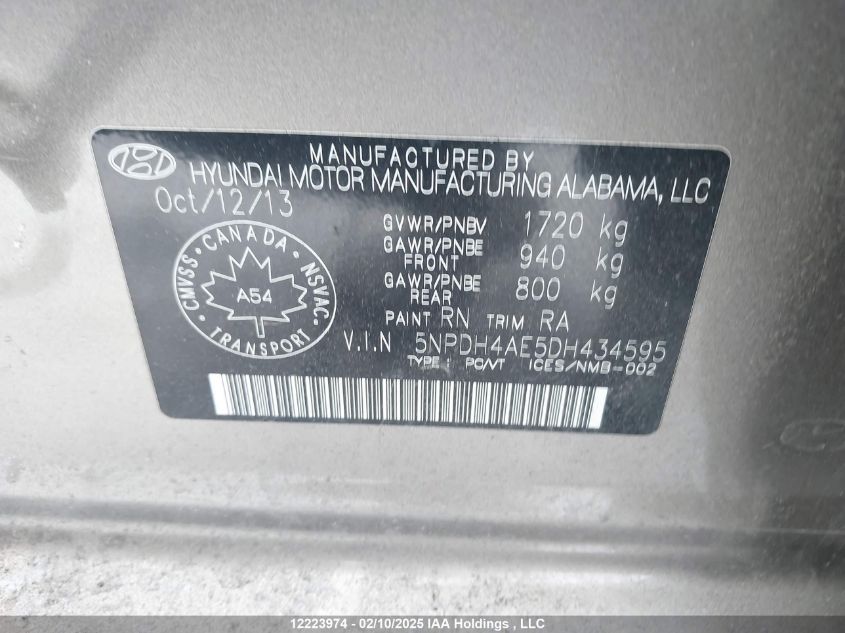 MANUFACTURED BY
HYUNDAI MOTOR MANUFACTURING ALABAMA, LLC
Oct/12/13
GVWR/PNBV 1720 kg
GAWR/PNBE FRONT 940 kg
GAWR/PNBE REAR 800 kg
CANADA
CMVSS · NSVAC
A54
TRANSPORT
PAINT RN TRIM RA
V.I.N 5NPDH4AE5DH434595
TYPE : PC/VT ICES/NMB-002
12223974 - 02/10/2025 IAA Holdings , LLC